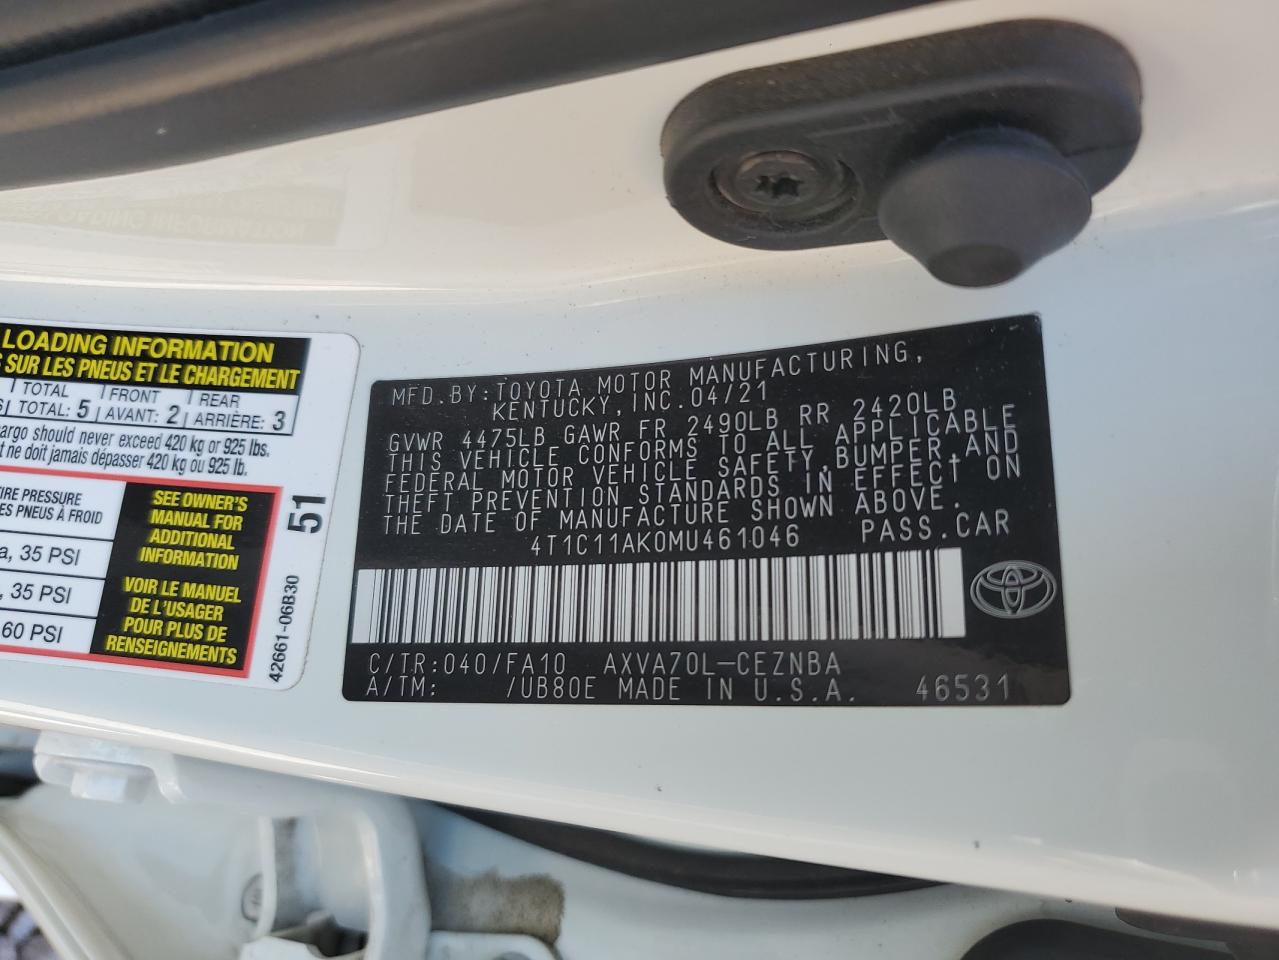 LOADING INFORMATION
SUR LES PNEUS ET LE CHARGEMENT
TOTAL FRONT REAR
TOTAL: 5 AVANT: 2 ARRIÈRE: 3
cargo should never exceed 420 kg or 925 lbs.
ne doit jamais dépasser 420 kg ou 925 lb.
TIRE PRESSURE
DES PNEUS À FROID
35 PSI
35 PSI
60 PSI
SEE OWNER'S
MANUAL FOR
ADDITIONAL
INFORMATION
VOIR LE MANUEL
DE L'USAGER
POUR PLUS DE
RENSEIGNEMENTS
51
42661-06B30
MFD.BY:TOYOTA MOTOR MANUFACTURING,
KENTUCKY,INC.04/21
GVWR 4475LB GAWR FR 2490LB RR 2420LB
THIS VEHICLE CONFORMS TO ALL APPLICABLE
FEDERAL MOTOR VEHICLE SAFETY,BUMPER,AND
THEFT PREVENTION STANDARDS IN EFFECT ON
THE DATE OF MANUFACTURE SHOWN ABOVE.
4T1C11AK0MU461046 PASS.CAR
C/TR:040/FA10 AXVA70L-CEZNBA
A/TM: /UB80E MADE IN U.S.A. 46531